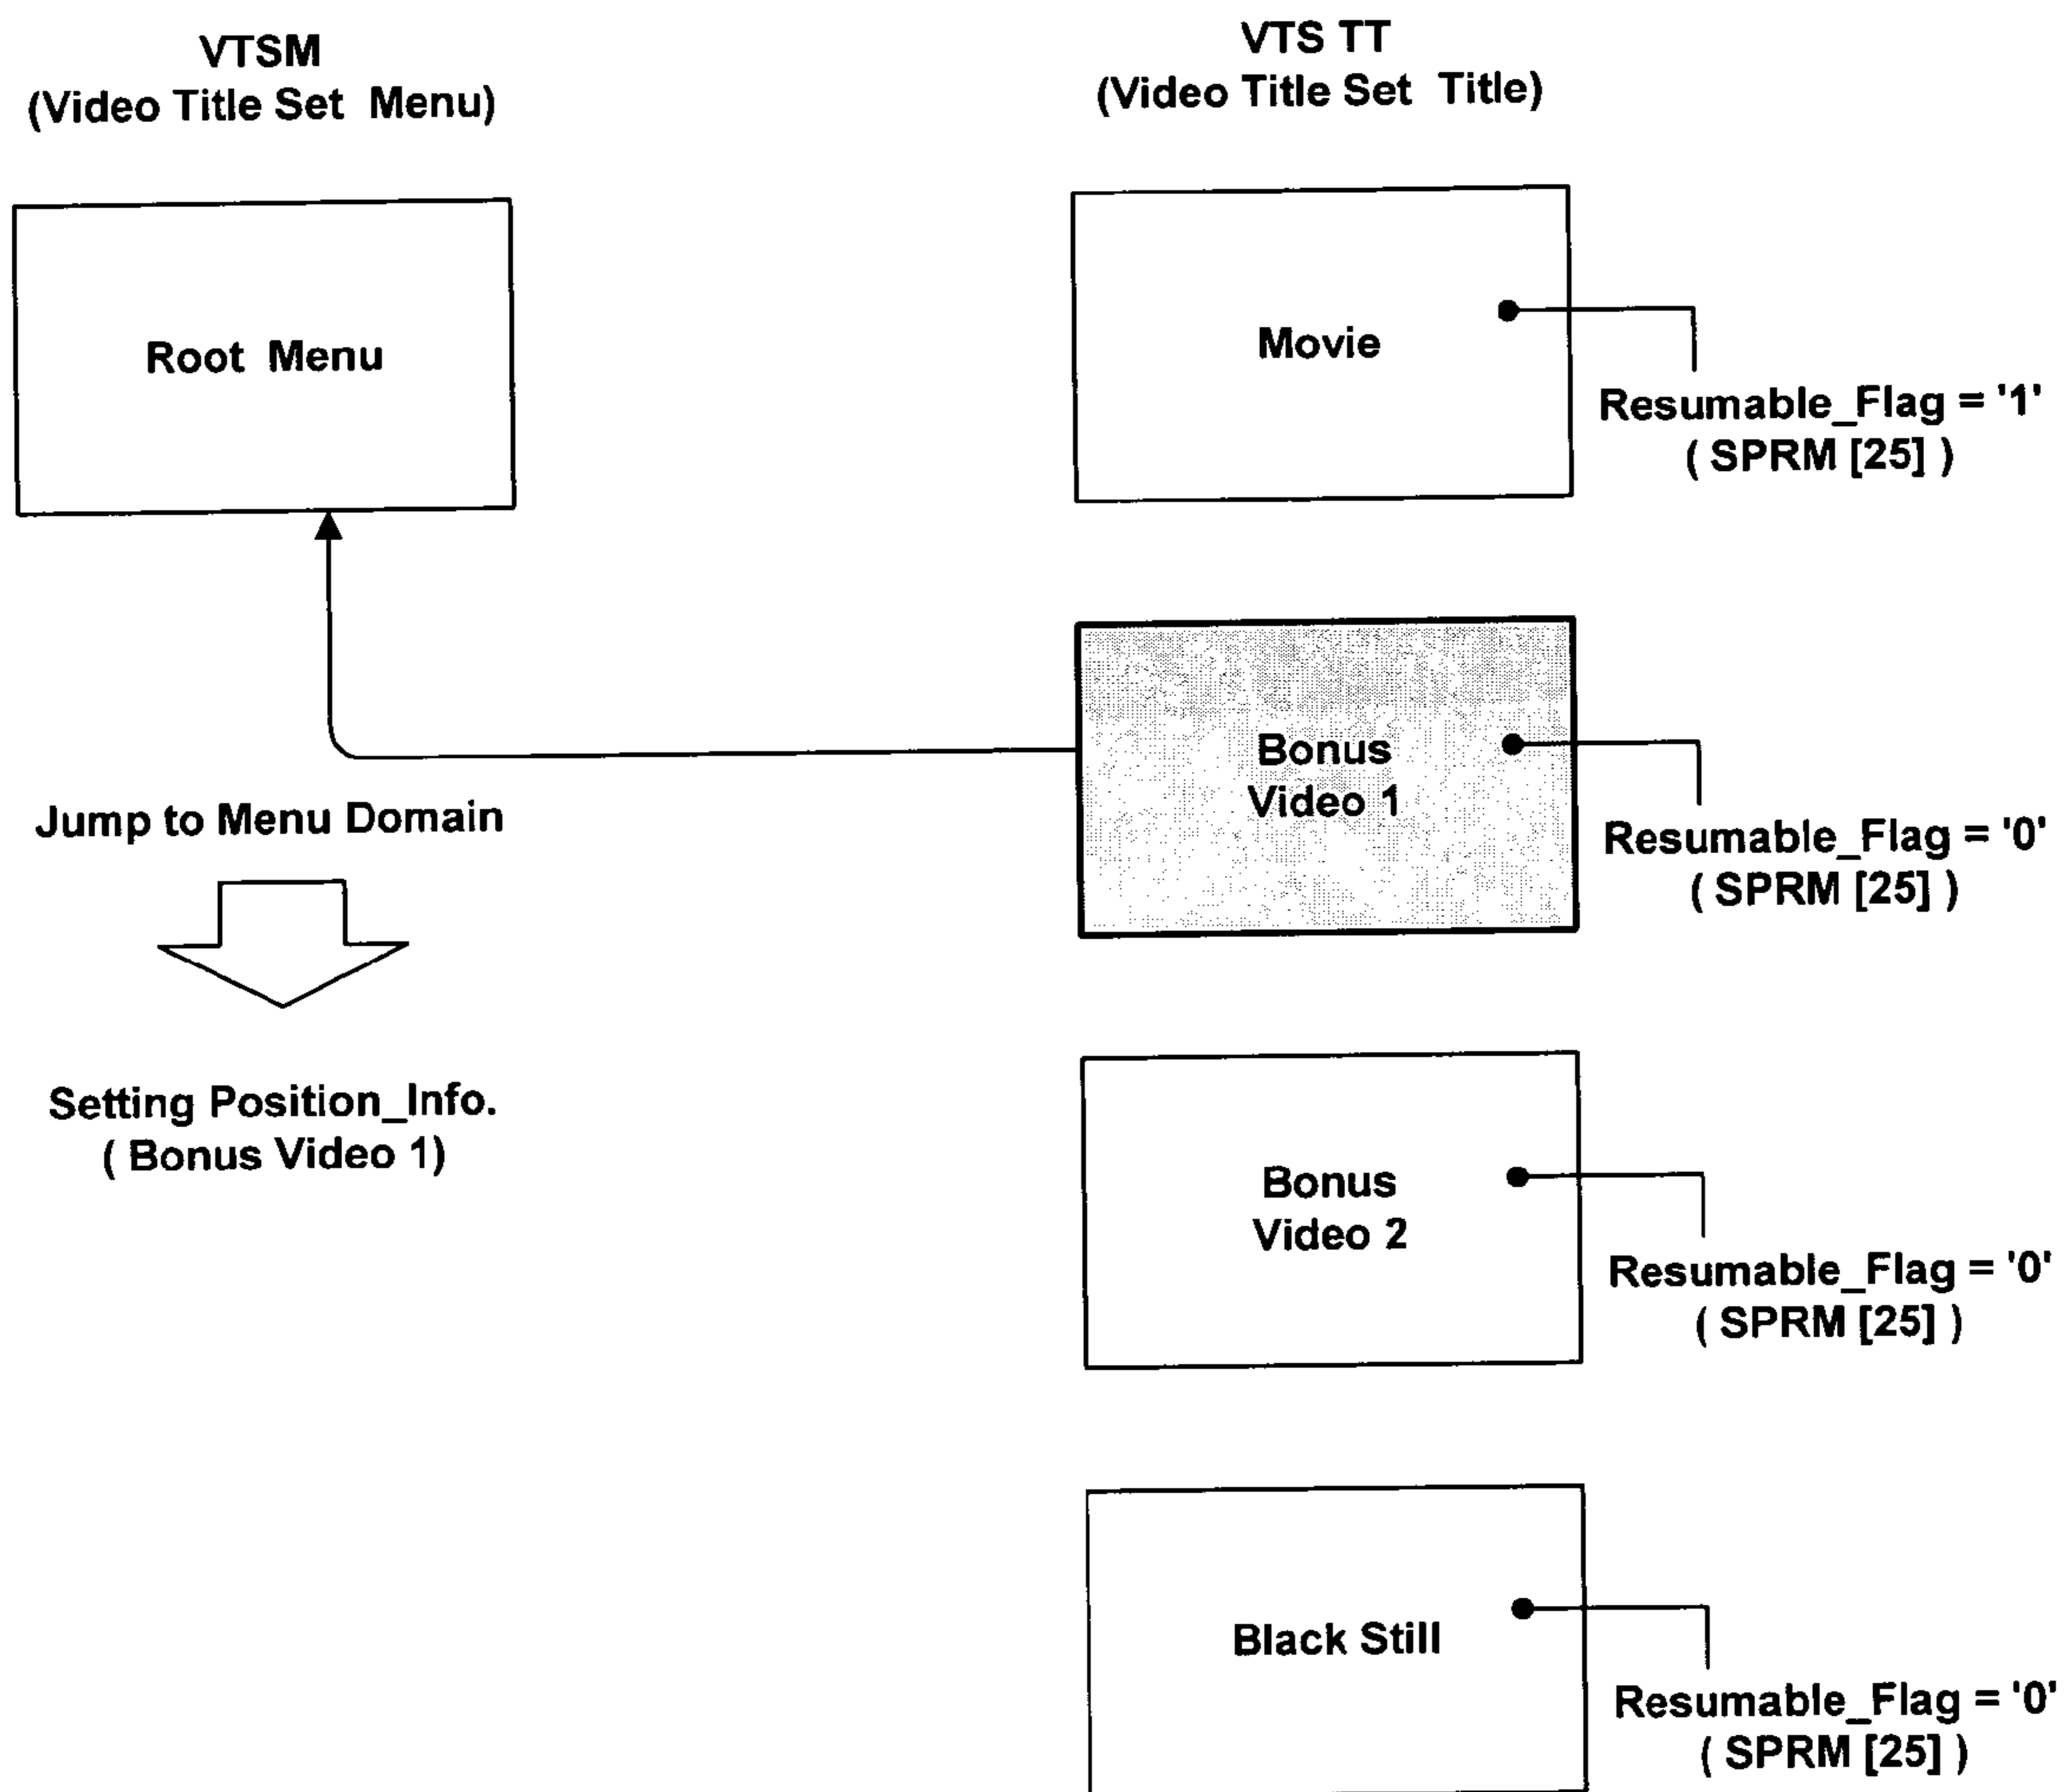 VTSM
(Video Title Set Menu)
VTS TT
(Video Title Set Title)
Root Menu
Movie
Resumable_Flag = '1'
( SPRM [25] )
Bonus
Video 1
Resumable_Flag = '0'
( SPRM [25] )
Jump to Menu Domain
Setting Position_Info.
( Bonus Video 1)
Bonus
Video 2
Resumable_Flag = '0'
( SPRM [25] )
Black Still
Resumable_Flag = '0'
( SPRM [25] )